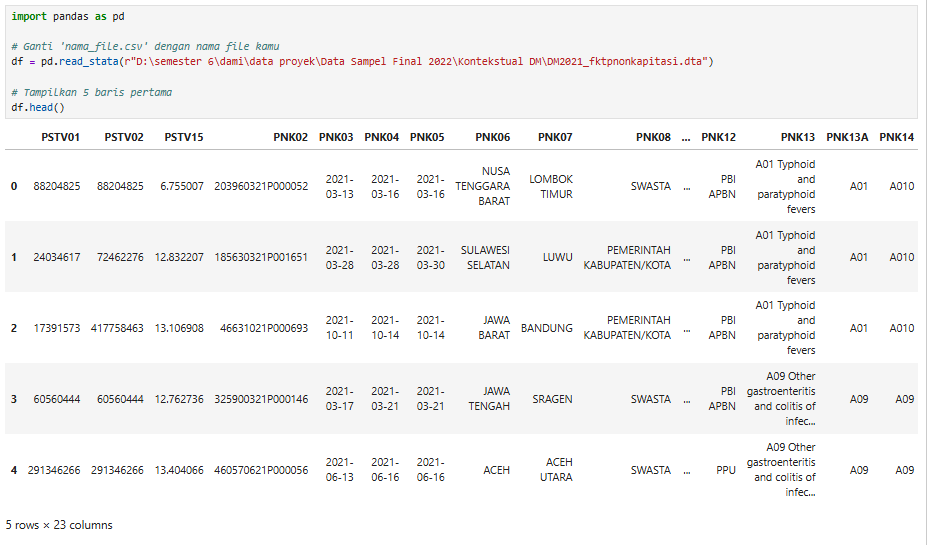 import pandas as pd
# Ganti 'nama_file.csv' dengan nama file kamu
df = pd.read_stata(r"D:\semester 6\dami\data proyek\Data Sampel Final 2022\Kontekstual DM\DM2021_fktpnonkapitasi.dta")
# Tampilkan 5 baris pertama
df.head()
PSTV01 PSTV02 PSTV15 PNK02 PNK03 PNK04 PNK05 PNK06 PNK07 PNK08 ... PNK12 PNK13 PNK13A PNK14
0 88204825 88204825 6.755007 203960321P000052 2021-03-13 2021-03-16 2021-03-16 NUSA TENGGARA BARAT LOMBOK TIMUR SWASTA ... PBI APBN A01 Typhoid and paratyphoid fevers A01 A010
1 24034617 72462276 12.832207 185630321P001651 2021-03-28 2021-03-28 2021-03-30 SULAWESI SELATAN LUWU PEMERINTAH KABUPATEN/KOTA ... PBI APBN A01 Typhoid and paratyphoid fevers A01 A010
2 17391573 417758463 13.106908 46631021P000693 2021-10-11 2021-10-14 2021-10-14 JAWA BARAT BANDUNG PEMERINTAH KABUPATEN/KOTA ... PBI APBN A01 Typhoid and paratyphoid fevers A01 A010
3 60560444 60560444 12.762736 325900321P000146 2021-03-17 2021-03-21 2021-03-21 JAWA TENGAH SRAGEN SWASTA ... PBI APBN A09 Other gastroenteritis and colitis of infec... A09 A09
4 291346266 291346266 13.404066 460570621P000056 2021-06-13 2021-06-16 2021-06-16 ACEH ACEH UTARA SWASTA ... PPU A09 Other gastroenteritis and colitis of infec... A09 A09
5 rows × 23 columns